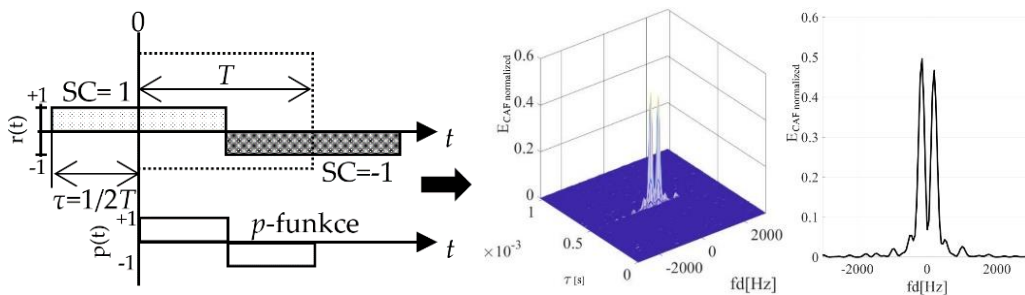 0
T
SC= 1
+1
r(t)
-1
t
SC=-1
τ=1/2T
+1
p(t)
-1
p-funkce
t
0.6
0.4
0.2
0
E CAF normalized
1
×10⁻³
0.5
0
τ [s]
-2000
0
2000
fd[Hz]
0.6
0.5
0.4
0.3
0.2
0.1
0
E CAF normalized
-2000
0
2000
fd[Hz]